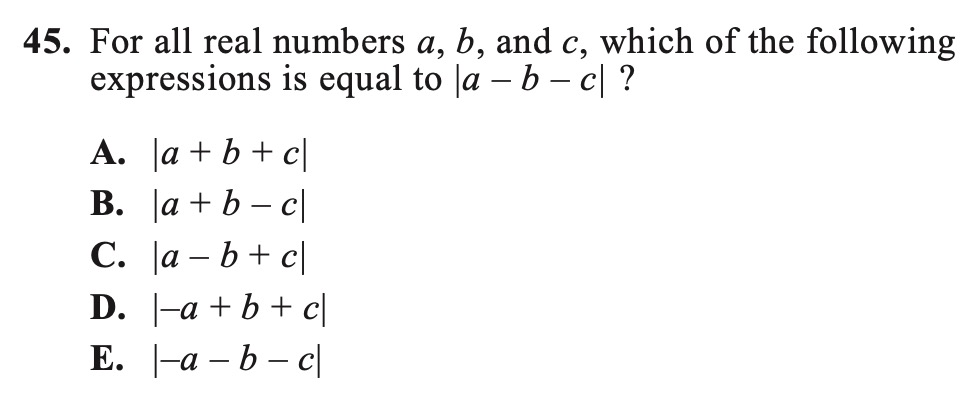 45. For all real numbers a, b, and c, which of the following
expressions is equal to |a – b – c| ?
A. |a + b + c|
B. |a + b – c|
C. |a – b + c|
D. |–a + b + c|
E. |–a – b – c|